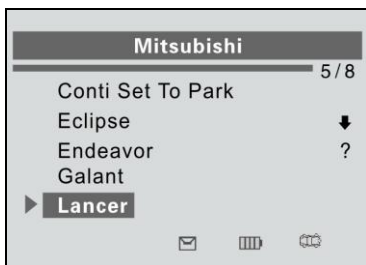 Mitsubishi
5/8
Conti Set To Park
Eclipse
Endeavor ?
Galant
Lancer